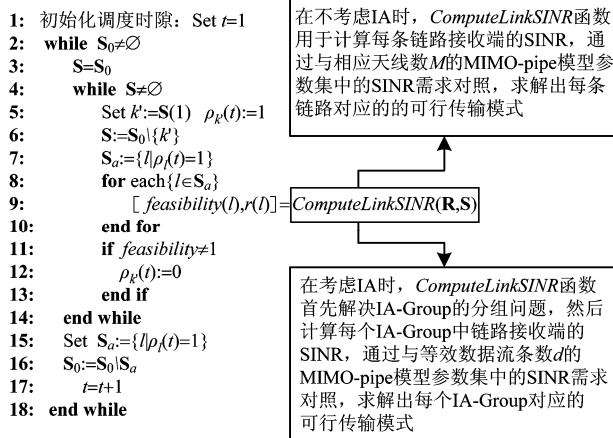 1: 初始化调度时隙：Set t=1
2: while S₀≠∅
3: S=S₀
4: while S≠∅
5: Set k':=S(1) ρₖ'(t):=1
6: S:=S₀\{k'}
7: Sₐ:={l|ρₗ(t)=1}
8: for each{l∈Sₐ}
9: [ feasibility(l),r(l)]=ComputeLinkSINR(R,S)
10: end for
11: if feasibility≠1
12: ρₖ'(t):=0
13: end if
14: end while
15: Set Sₐ:={l|ρₗ(t)=1}
16: S₀:=S₀\Sₐ
17: t=t+1
18: end while
在不考虑IA时，ComputeLinkSINR函数
用于计算每条链路接收端的SINR，通
过与相应天线数M的MIMO-pipe模型参
数集中的SINR需求对照，求解出每条
链路对应的的可行传输模式
在考虑IA时，ComputeLinkSINR函数
首先解决IA-Group的分组问题，然后
计算每个IA-Group中链路接收端的
SINR，通过与等效数据流条数d的
MIMO-pipe模型参数集中的SINR需求
对照，求解出每个IA-Group对应的
可行传输模式